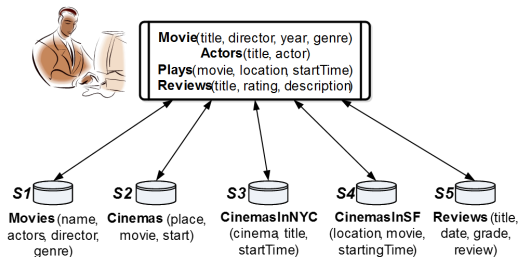 Movie(title, director, year, genre)
Actors(title, actor)
Plays(movie, location, startTime)
Reviews(title, rating, description)
S1 S2 S3 S4 S5
Movies (name,
actors, director,
genre)
Cinemas (place,
movie, start)
CinemasInNYC
(cinema, title,
startTime)
CinemasInSF
(location, movie,
startingTime)
Reviews (title,
date, grade,
review)